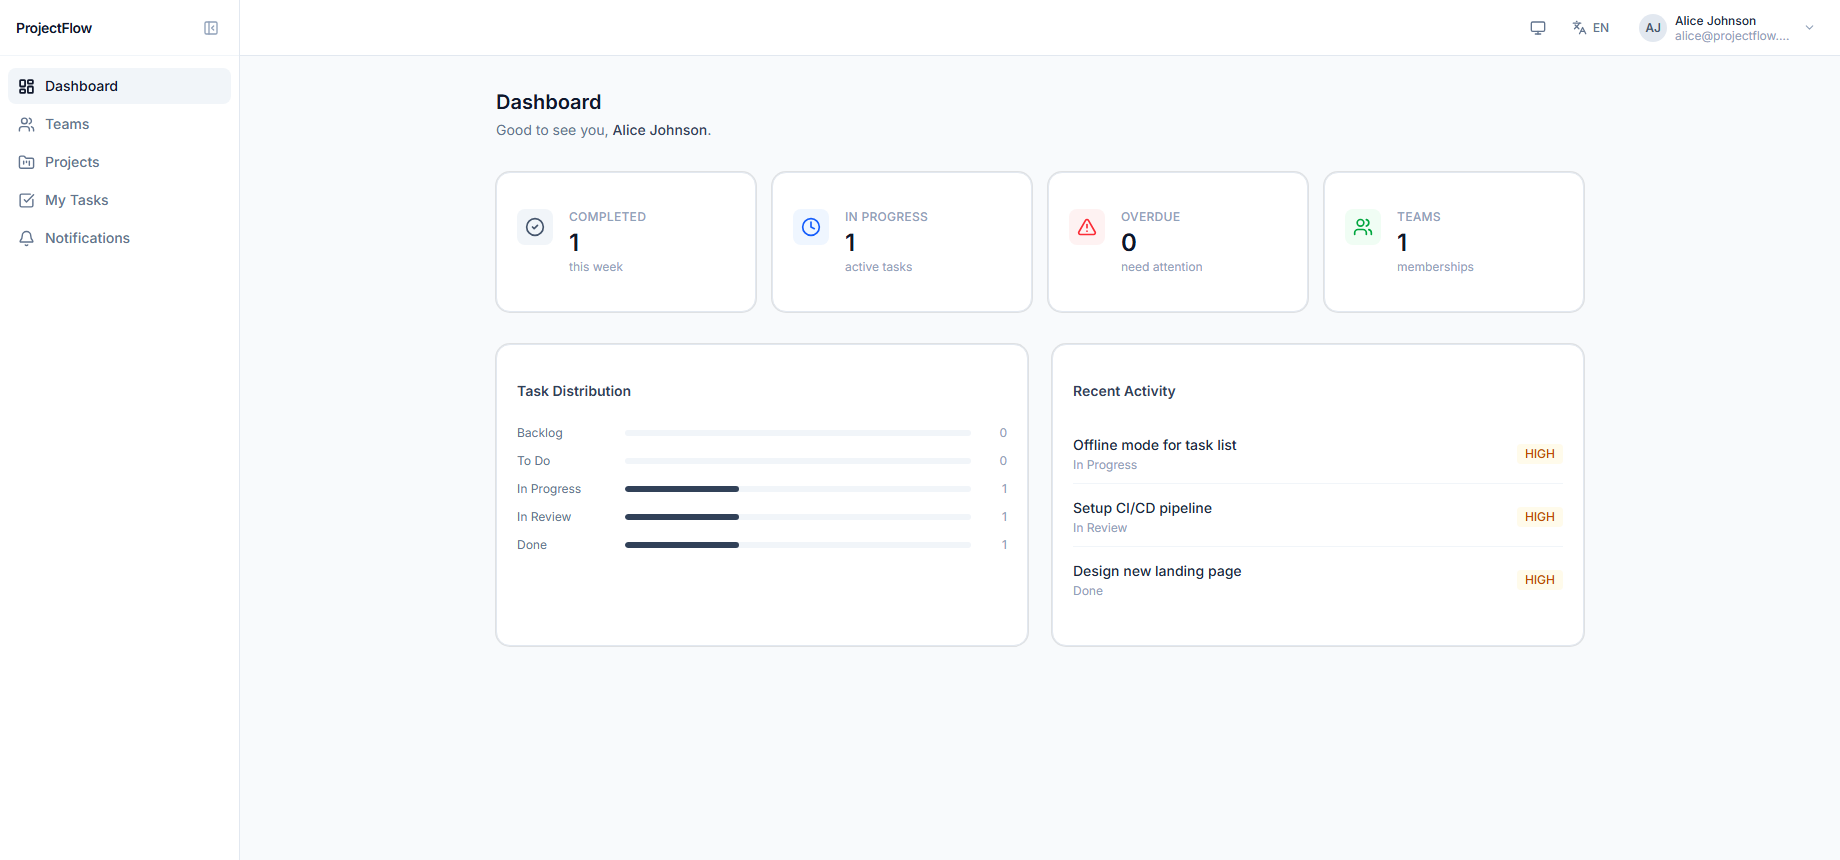 ProjectFlow
EN
AJ
Alice Johnson
alice@projectflow....
Dashboard
Teams
Projects
My Tasks
Notifications
Dashboard
Good to see you, Alice Johnson.
COMPLETED
1
this week
IN PROGRESS
1
active tasks
OVERDUE
0
need attention
TEAMS
1
memberships
Task Distribution
Backlog 0
To Do 0
In Progress 1
In Review 1
Done 1
Recent Activity
Offline mode for task list
In Progress
HIGH
Setup CI/CD pipeline
In Review
HIGH
Design new landing page
Done
HIGH